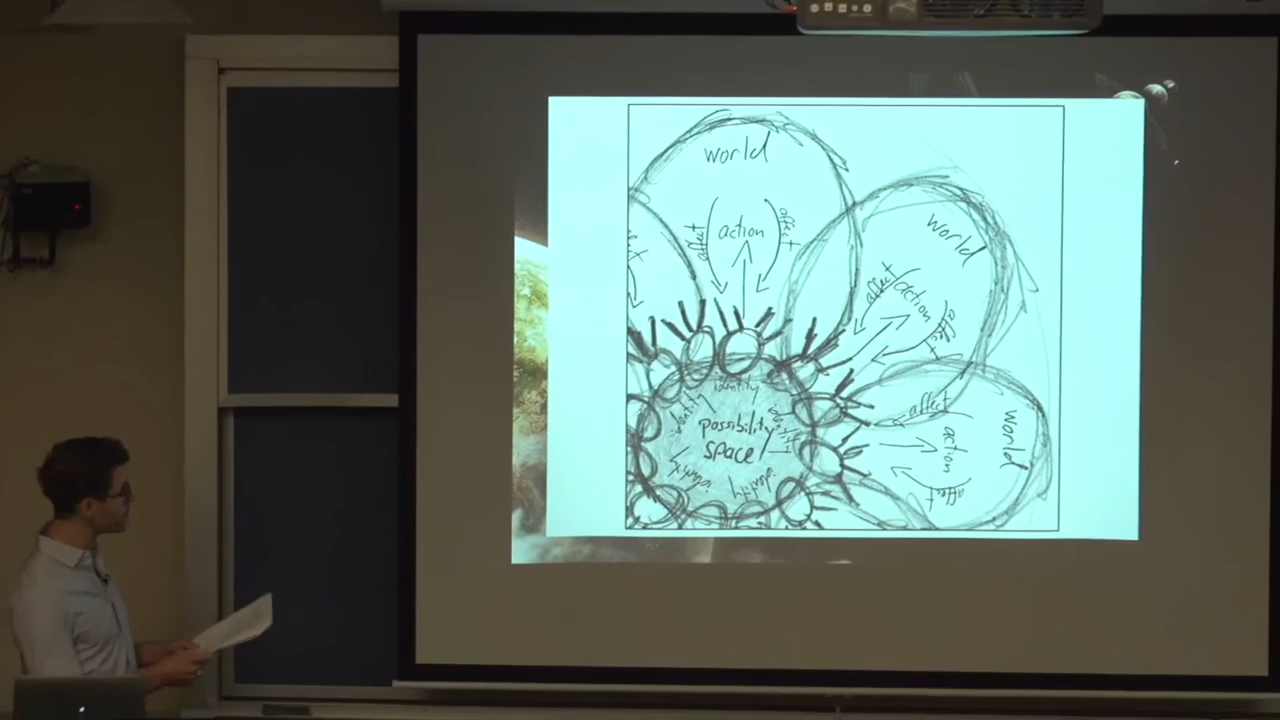 world
affect
action
affect
world
affect
action
affect
world
affect
action
affect
identity
identity
identity
possibility
space
identity
identity